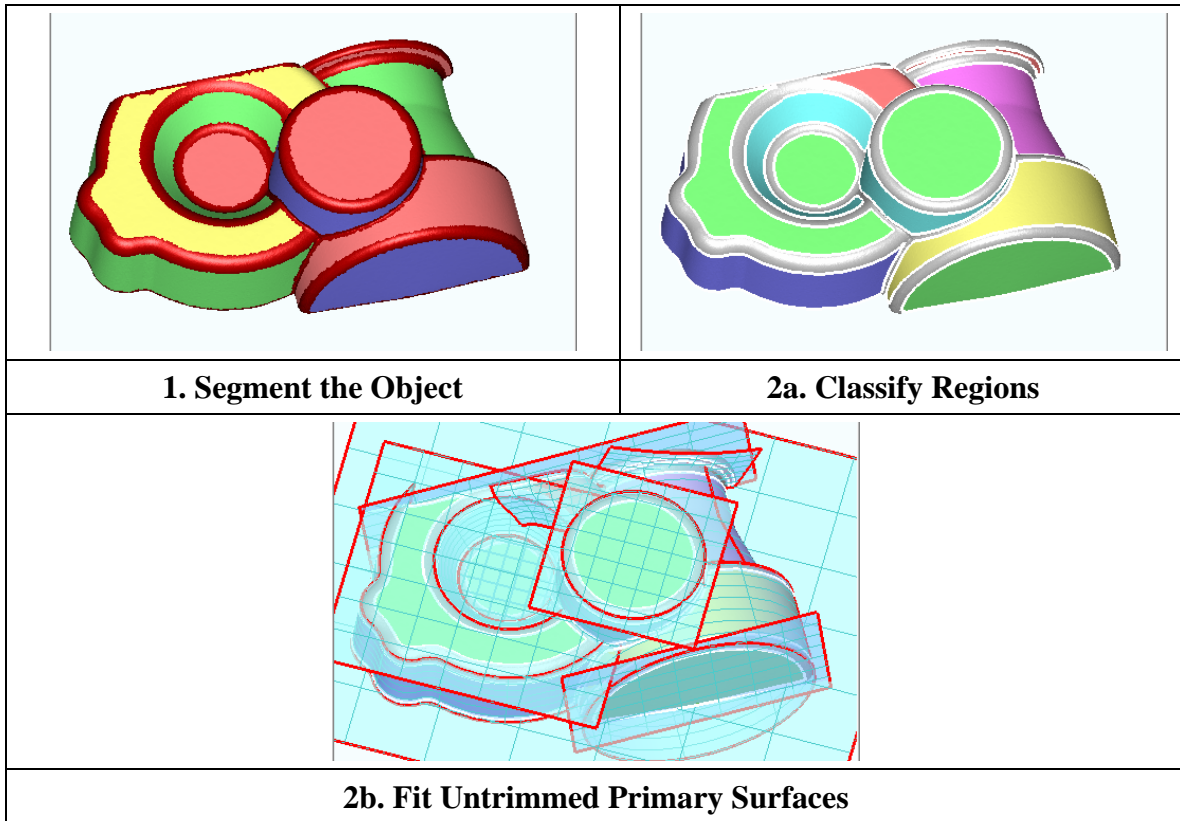 1. Segment the Object
2a. Classify Regions
2b. Fit Untrimmed Primary Surfaces